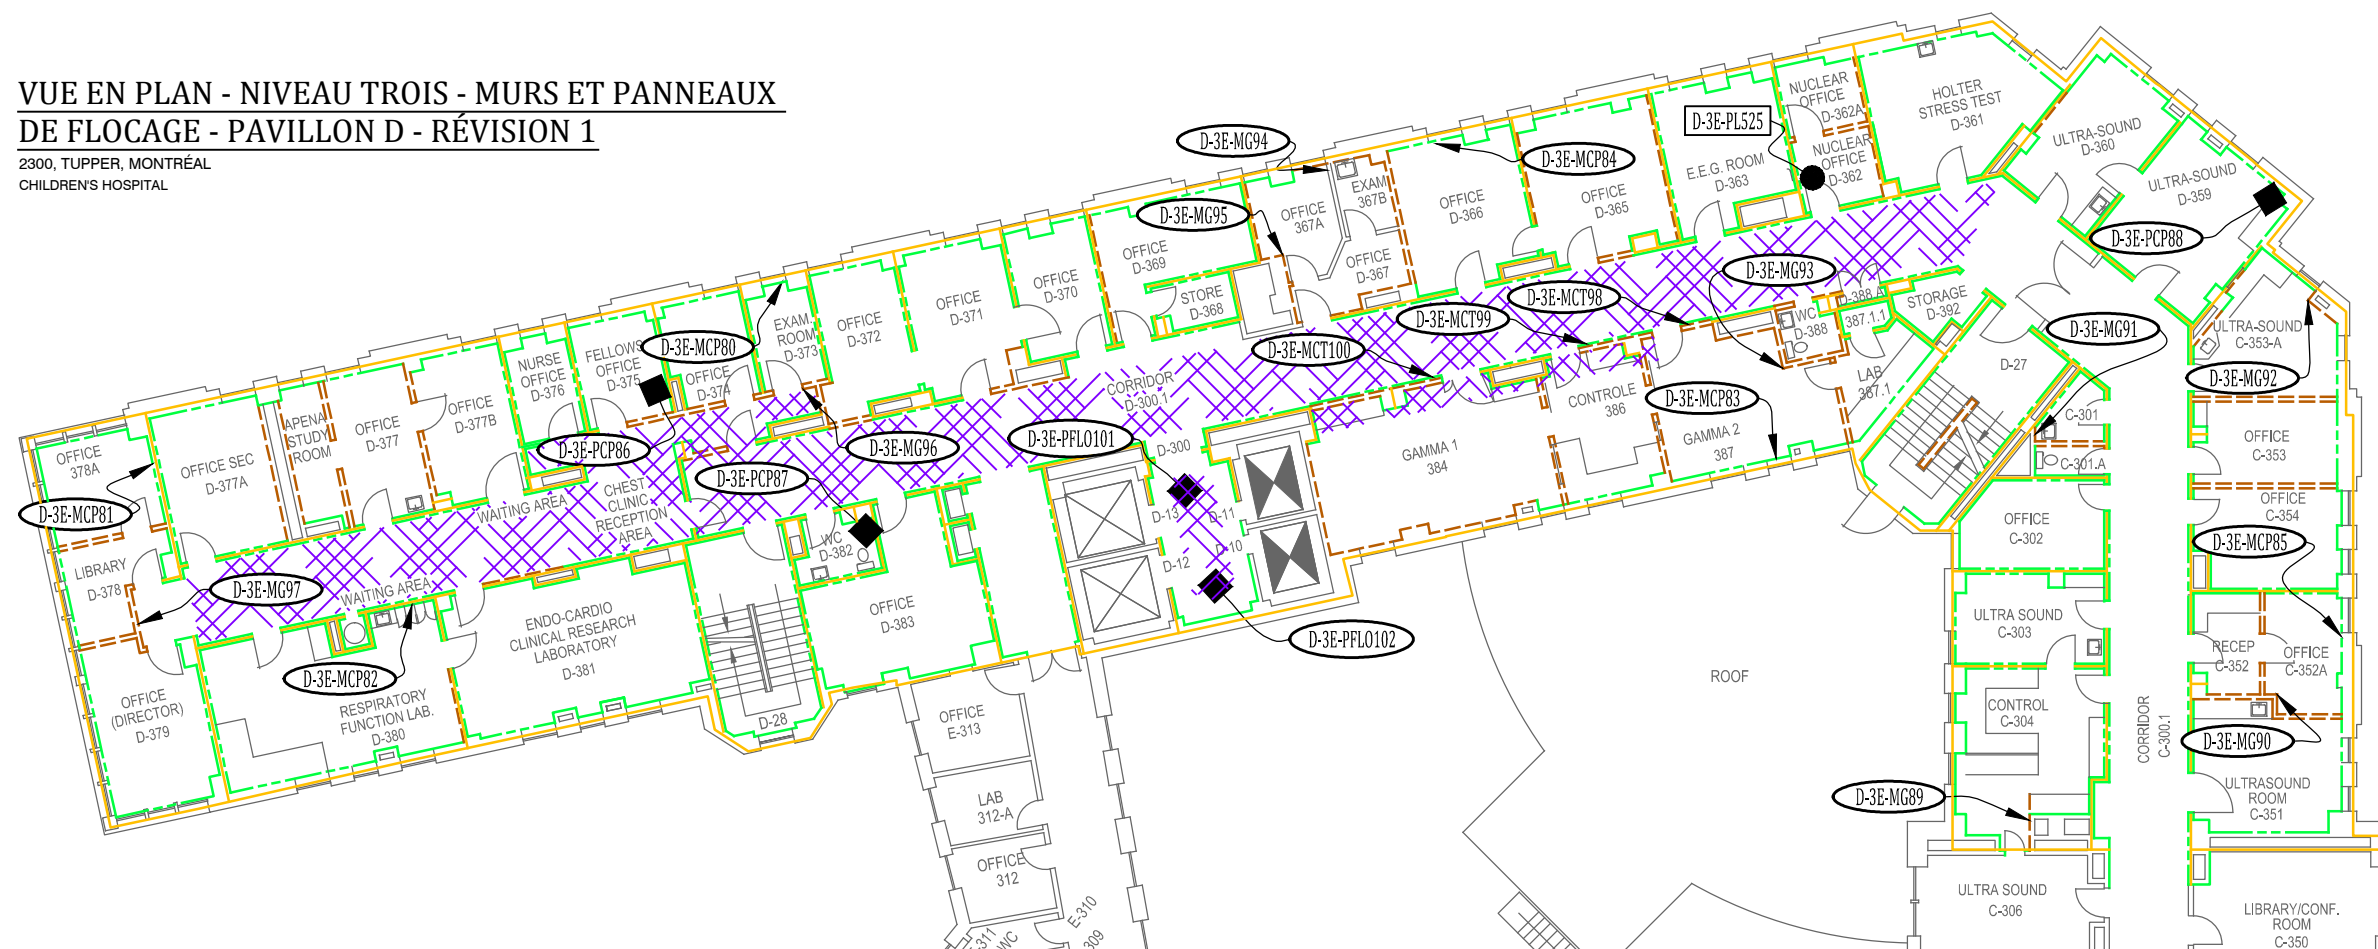 VUE EN PLAN - NIVEAU TROIS - MURS ET PANNEAUX
DE FLOCAGE - PAVILLON D - RÉVISION 1
2300, TUPPER, MONTRÉAL
CHILDREN'S HOSPITAL
OFFICE
378A
D-3E-MCP81
LIBRARY
D-378
D-3E-MG97
OFFICE
(DIRECTOR)
D-379
OFFICE SEC
D-377A
APENA
STUDY
ROOM
OFFICE
D-377
OFFICE
D-377B
NURSE
OFFICE
D-376
FELLOWS
OFFICE
D-375
D-3E-MCP80
OFFICE
D-374
EXAM.
ROOM
D-373
OFFICE
D-372
OFFICE
D-371
OFFICE
D-370
OFFICE
D-369
STORE
D-368
D-3E-MG94
D-3E-MG95
OFFICE
367A
EXAM
367B
OFFICE
D-367
D-3E-MCP84
OFFICE
D-366
OFFICE
D-365
D-3E-PL525
E.E.G. ROOM
D-363
NUCLEAR
OFFICE
D-362A
NUCLEAR
OFFICE
D-362
HOLTER
STRESS TEST
D-361
ULTRA-SOUND
D-360
ULTRA-SOUND
D-359
D-3E-PCP88
D-3E-PCP86
WAITING AREA
WAITING AREA
CHEST
CLINIC
RECEPTION
AREA
D-3E-PCP87
D-3E-MG96
D-3E-PFLO101
D-3E-MCP82
RESPIRATORY
FUNCTION LAB.
D-380
ENDO-CARDIO
CLINICAL RESEARCH
LABORATORY
D-381
D-28
WC
D-382
OFFICE
D-383
CORRIDOR
D-300.1
D-300
D-13
D-11
D-10
D-12
D-3E-PFLO102
D-3E-MCT100
D-3E-MCT99
D-3E-MCT98
D-3E-MG93
GAMMA 1
384
CONTROLE
386
D-3E-MCP83
GAMMA 2
387
WC
D-388
D-388.A
387.1.1
LAB
387.1
STORAGE
D-392
D-27
D-3E-MG91
C-301
C-301.A
ULTRA-SOUND
C-353-A
D-3E-MG92
OFFICE
C-353
OFFICE
C-354
D-3E-MCP85
OFFICE
C-302
ULTRA SOUND
C-303
CONTROL
C-304
RECEP
C-352
OFFICE
C-352A
D-3E-MG90
CORRIDOR
C-300.1
D-3E-MG89
ULTRASOUND
ROOM
C-351
ULTRA SOUND
C-306
LIBRARY/CONF.
ROOM
C-350
ROOF
OFFICE
E-313
LAB
312-A
OFFICE
312
E-310
309
E-311
WC